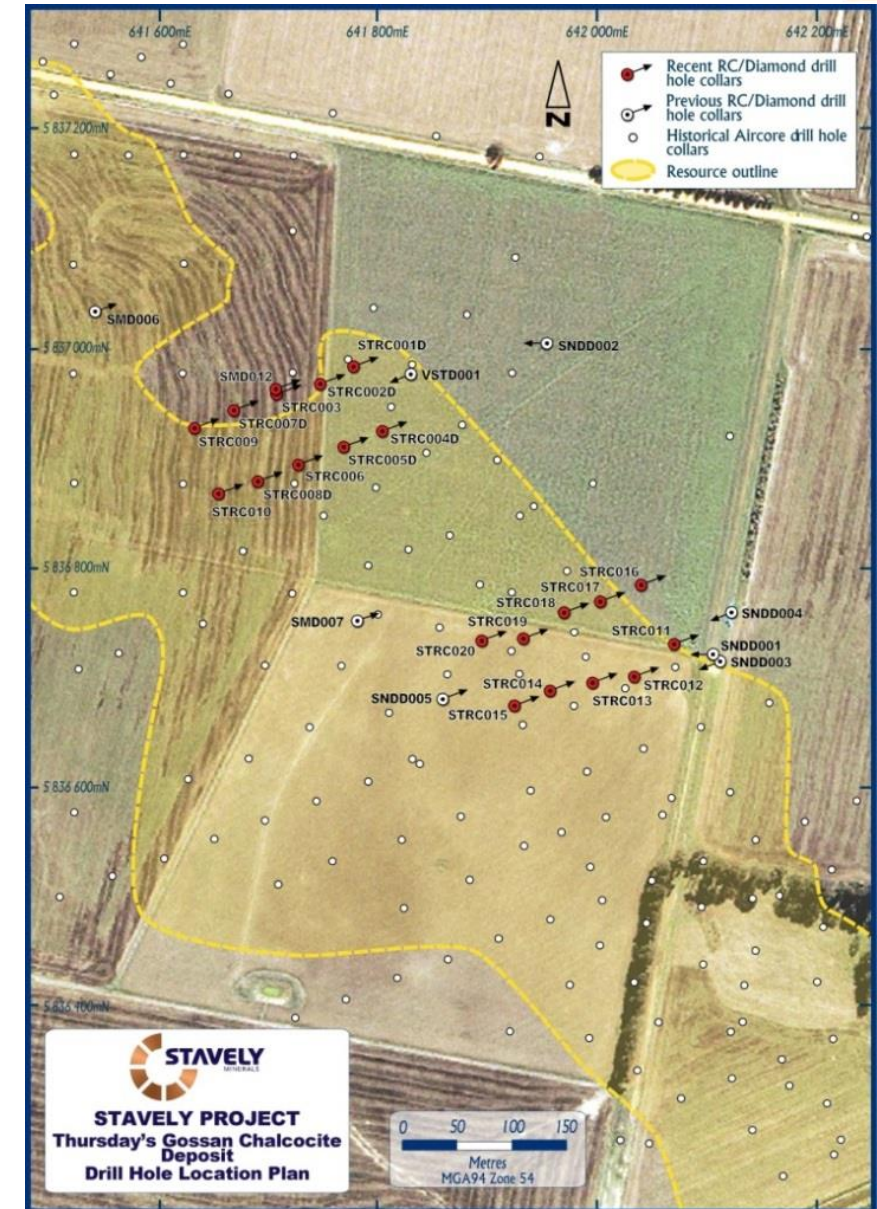 641 600mE
641 800mE
642 000mE
642 200mE
Recent RC/Diamond drill
hole collars
Previous RC/Diamond drill
hole collars
Historical Aircore drill hole
collars
Resource outline
N
5 837 200mN
SMD006
5 837 000mN
STRC001D
SNDD002
SMD012
VSTD001
STRC002D
STRC003
STRC007D
STRC009
STRC004D
STRC005D
STRC006
STRC008D
STRC010
5 836 800mN
STRC016
STRC017
STRC018
SNDD004
SMD007
STRC019
STRC011
STRC020
SNDD001
SNDD003
STRC014
STRC012
SNDD005
STRC013
STRC015
5 836 600mN
5 836 400mN
STAVELY
MINERALS
STAVELY PROJECT
Thursday's Gossan Chalcocite
Deposit
Drill Hole Location Plan
0 50 100 150
Metres
MGA94 Zone 54